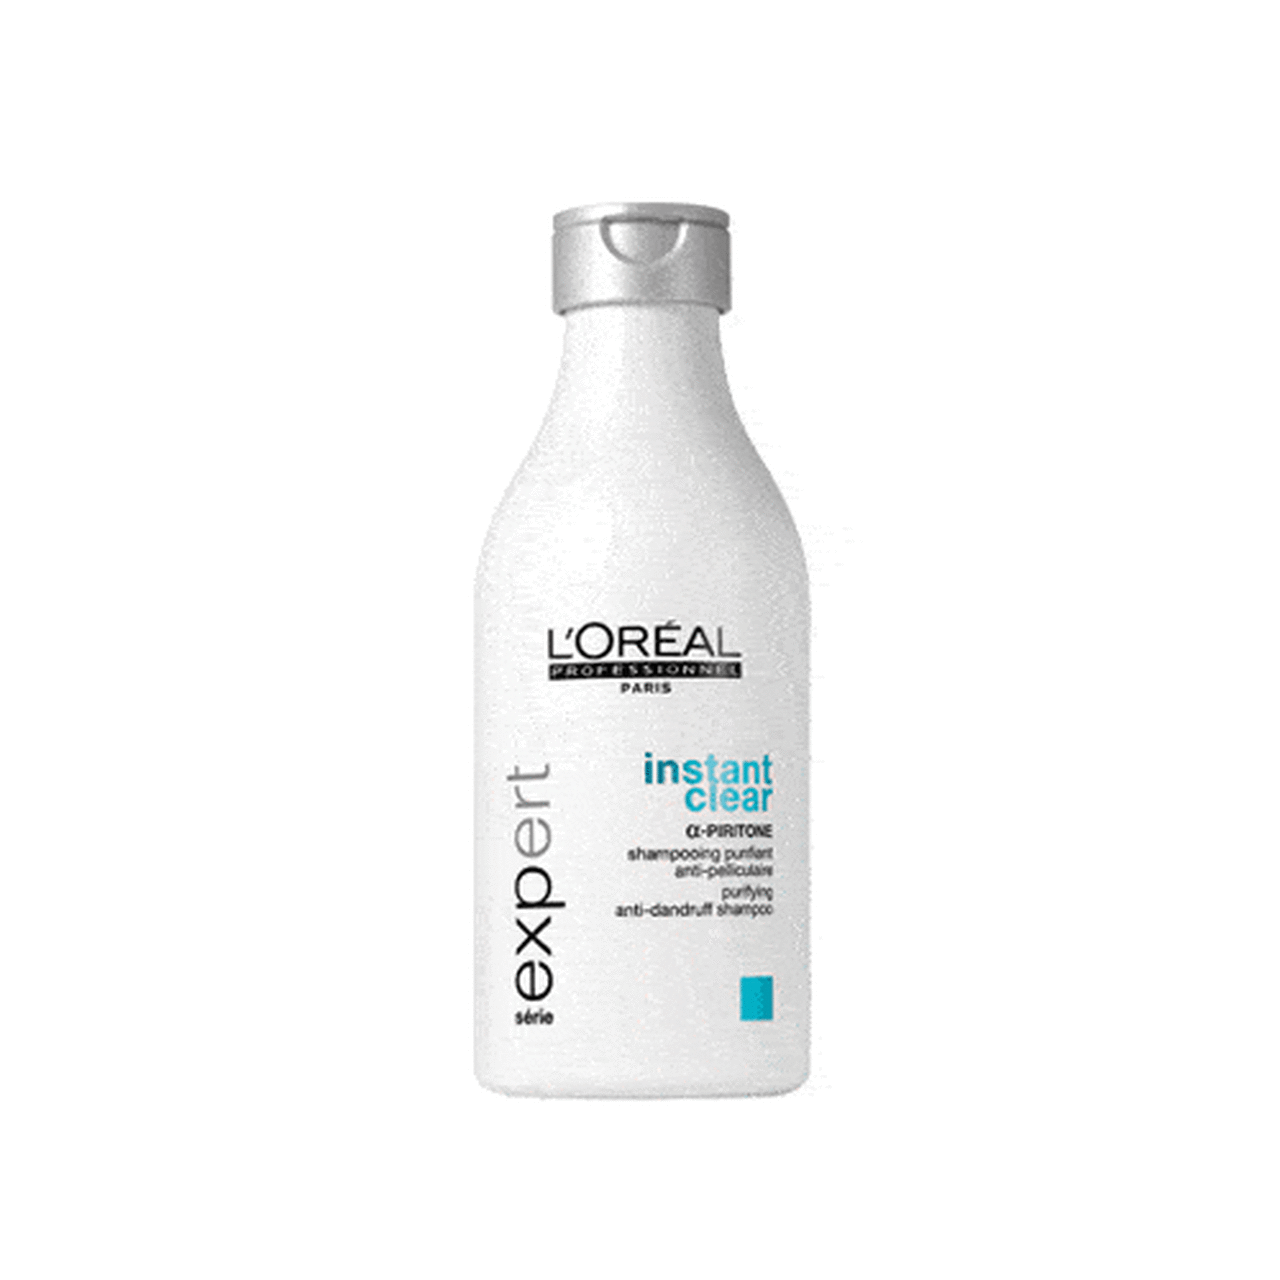 L'ORÉAL
PROFESSIONNEL
PARIS
instant
clear
α-PIRITONE
shampooing purifiant
anti-pelliculaire
purifying
anti-dandruff shampoo
expert
série